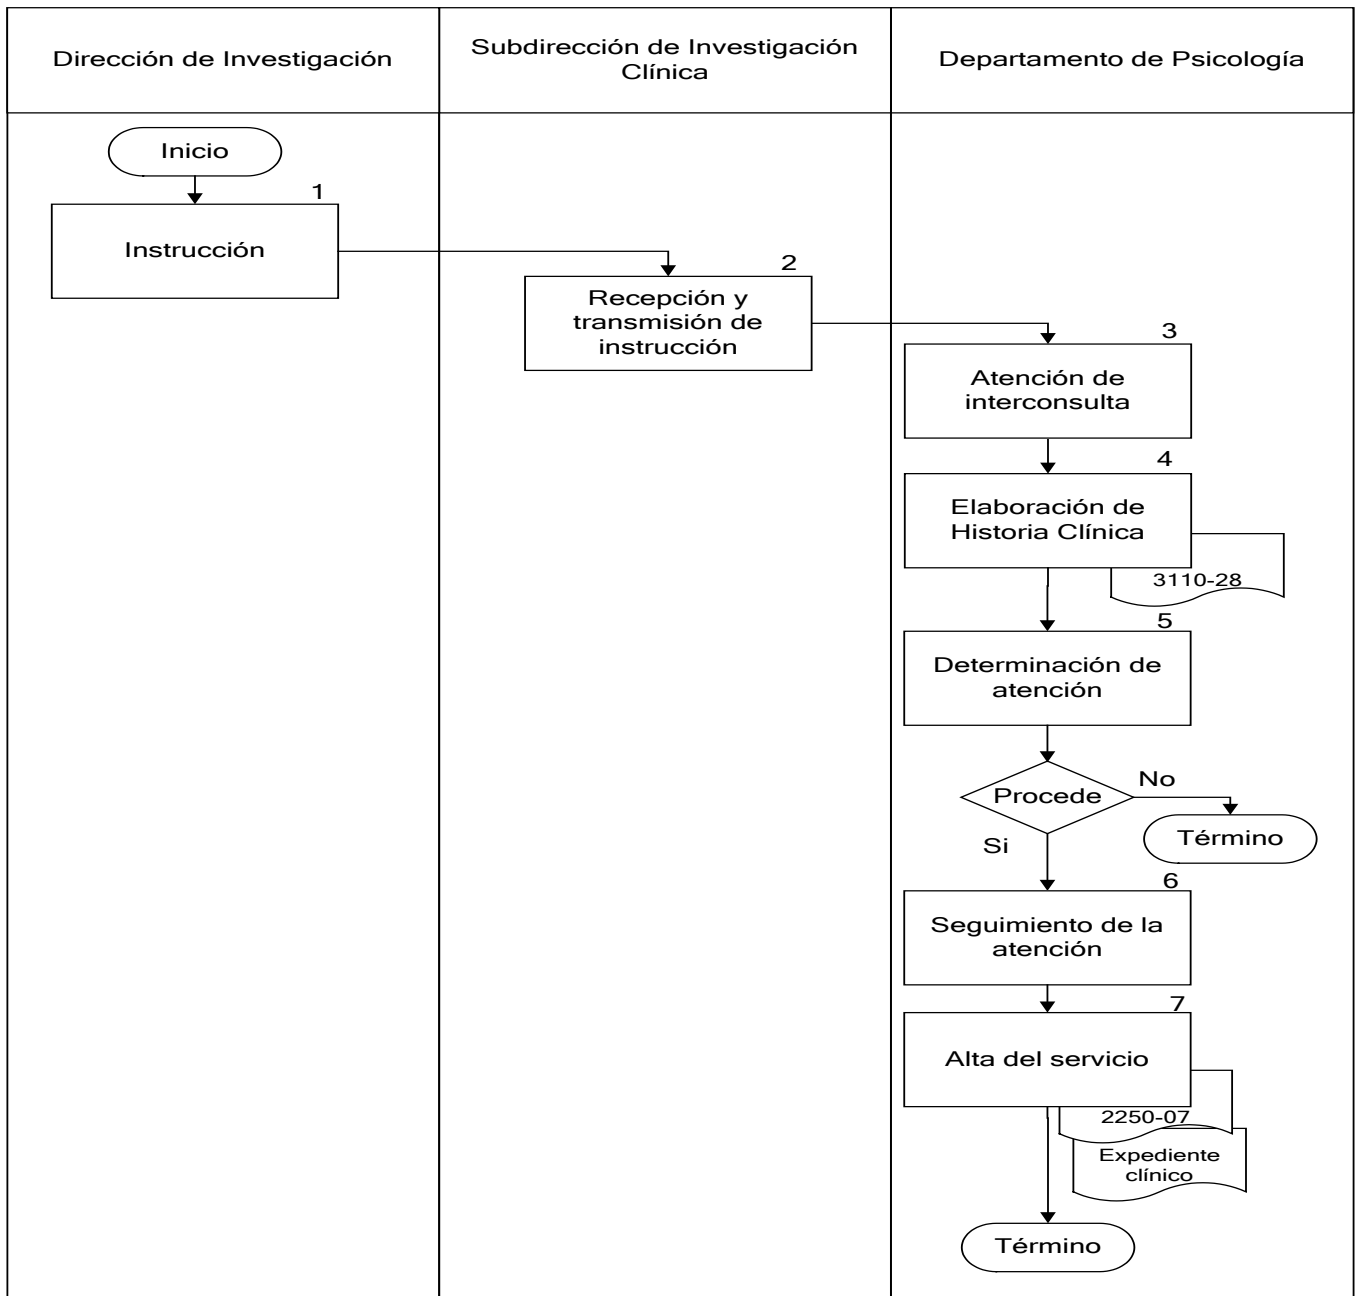 Dirección de Investigación
Subdirección de Investigación
Clínica
Departamento de Psicología
Inicio
1
Instrucción
2
Recepción y
transmisión de
instrucción
3
Atención de
interconsulta
4
Elaboración de
Historia Clínica
3110-28
5
Determinación de
atención
Procede
No
Término
Si
6
Seguimiento de la
atención
7
Alta del servicio
2250-07
Expediente
clínico
Término